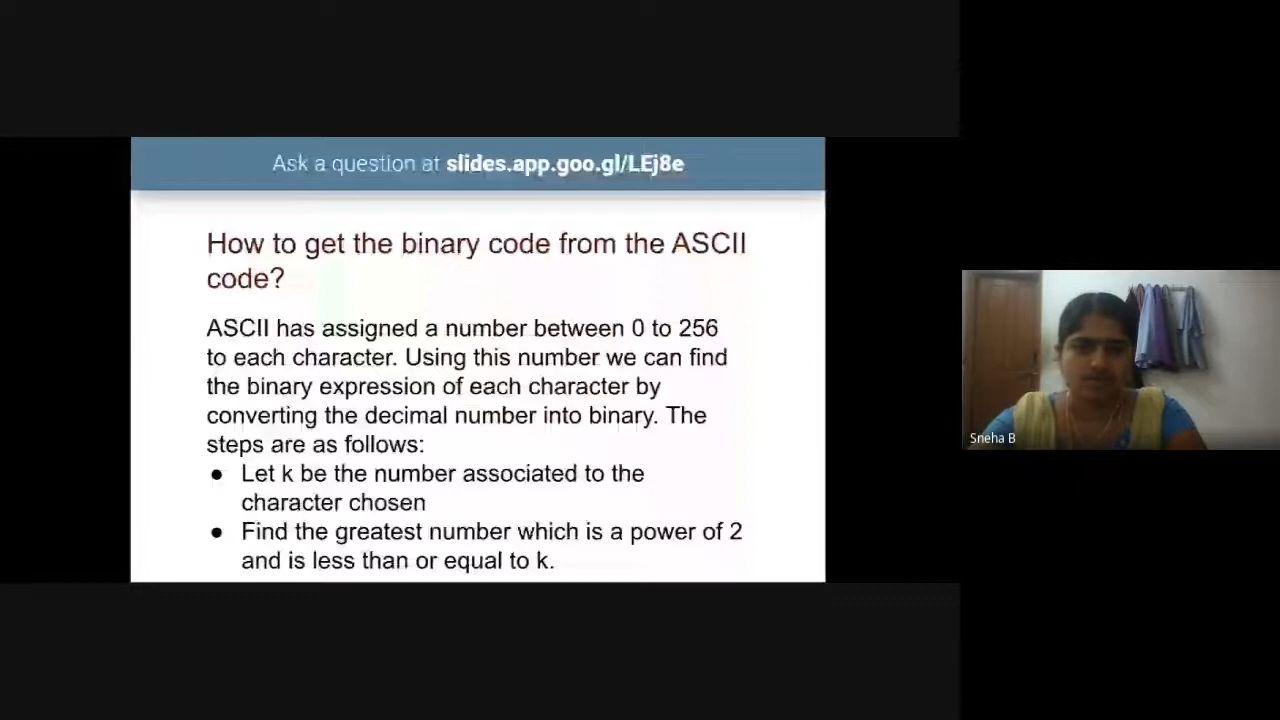 Ask a question at slides.app.goo.gl/LEj8e
How to get the binary code from the ASCII
code?
ASCII has assigned a number between 0 to 256
to each character. Using this number we can find
the binary expression of each character by
converting the decimal number into binary. The
steps are as follows:
● Let k be the number associated to the
character chosen
● Find the greatest number which is a power of 2
and is less than or equal to k.
Sneha B